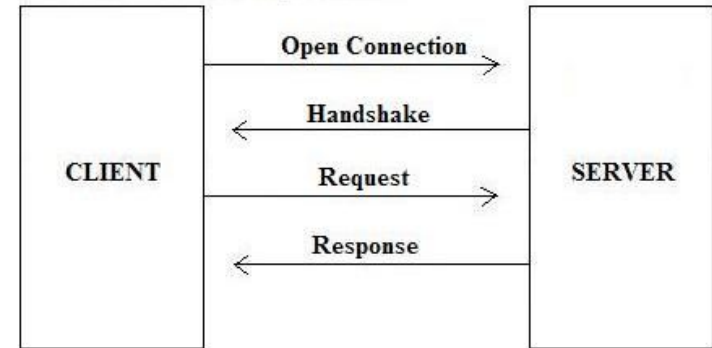 Open Connection
Handshake
CLIENT
Request
SERVER
Response